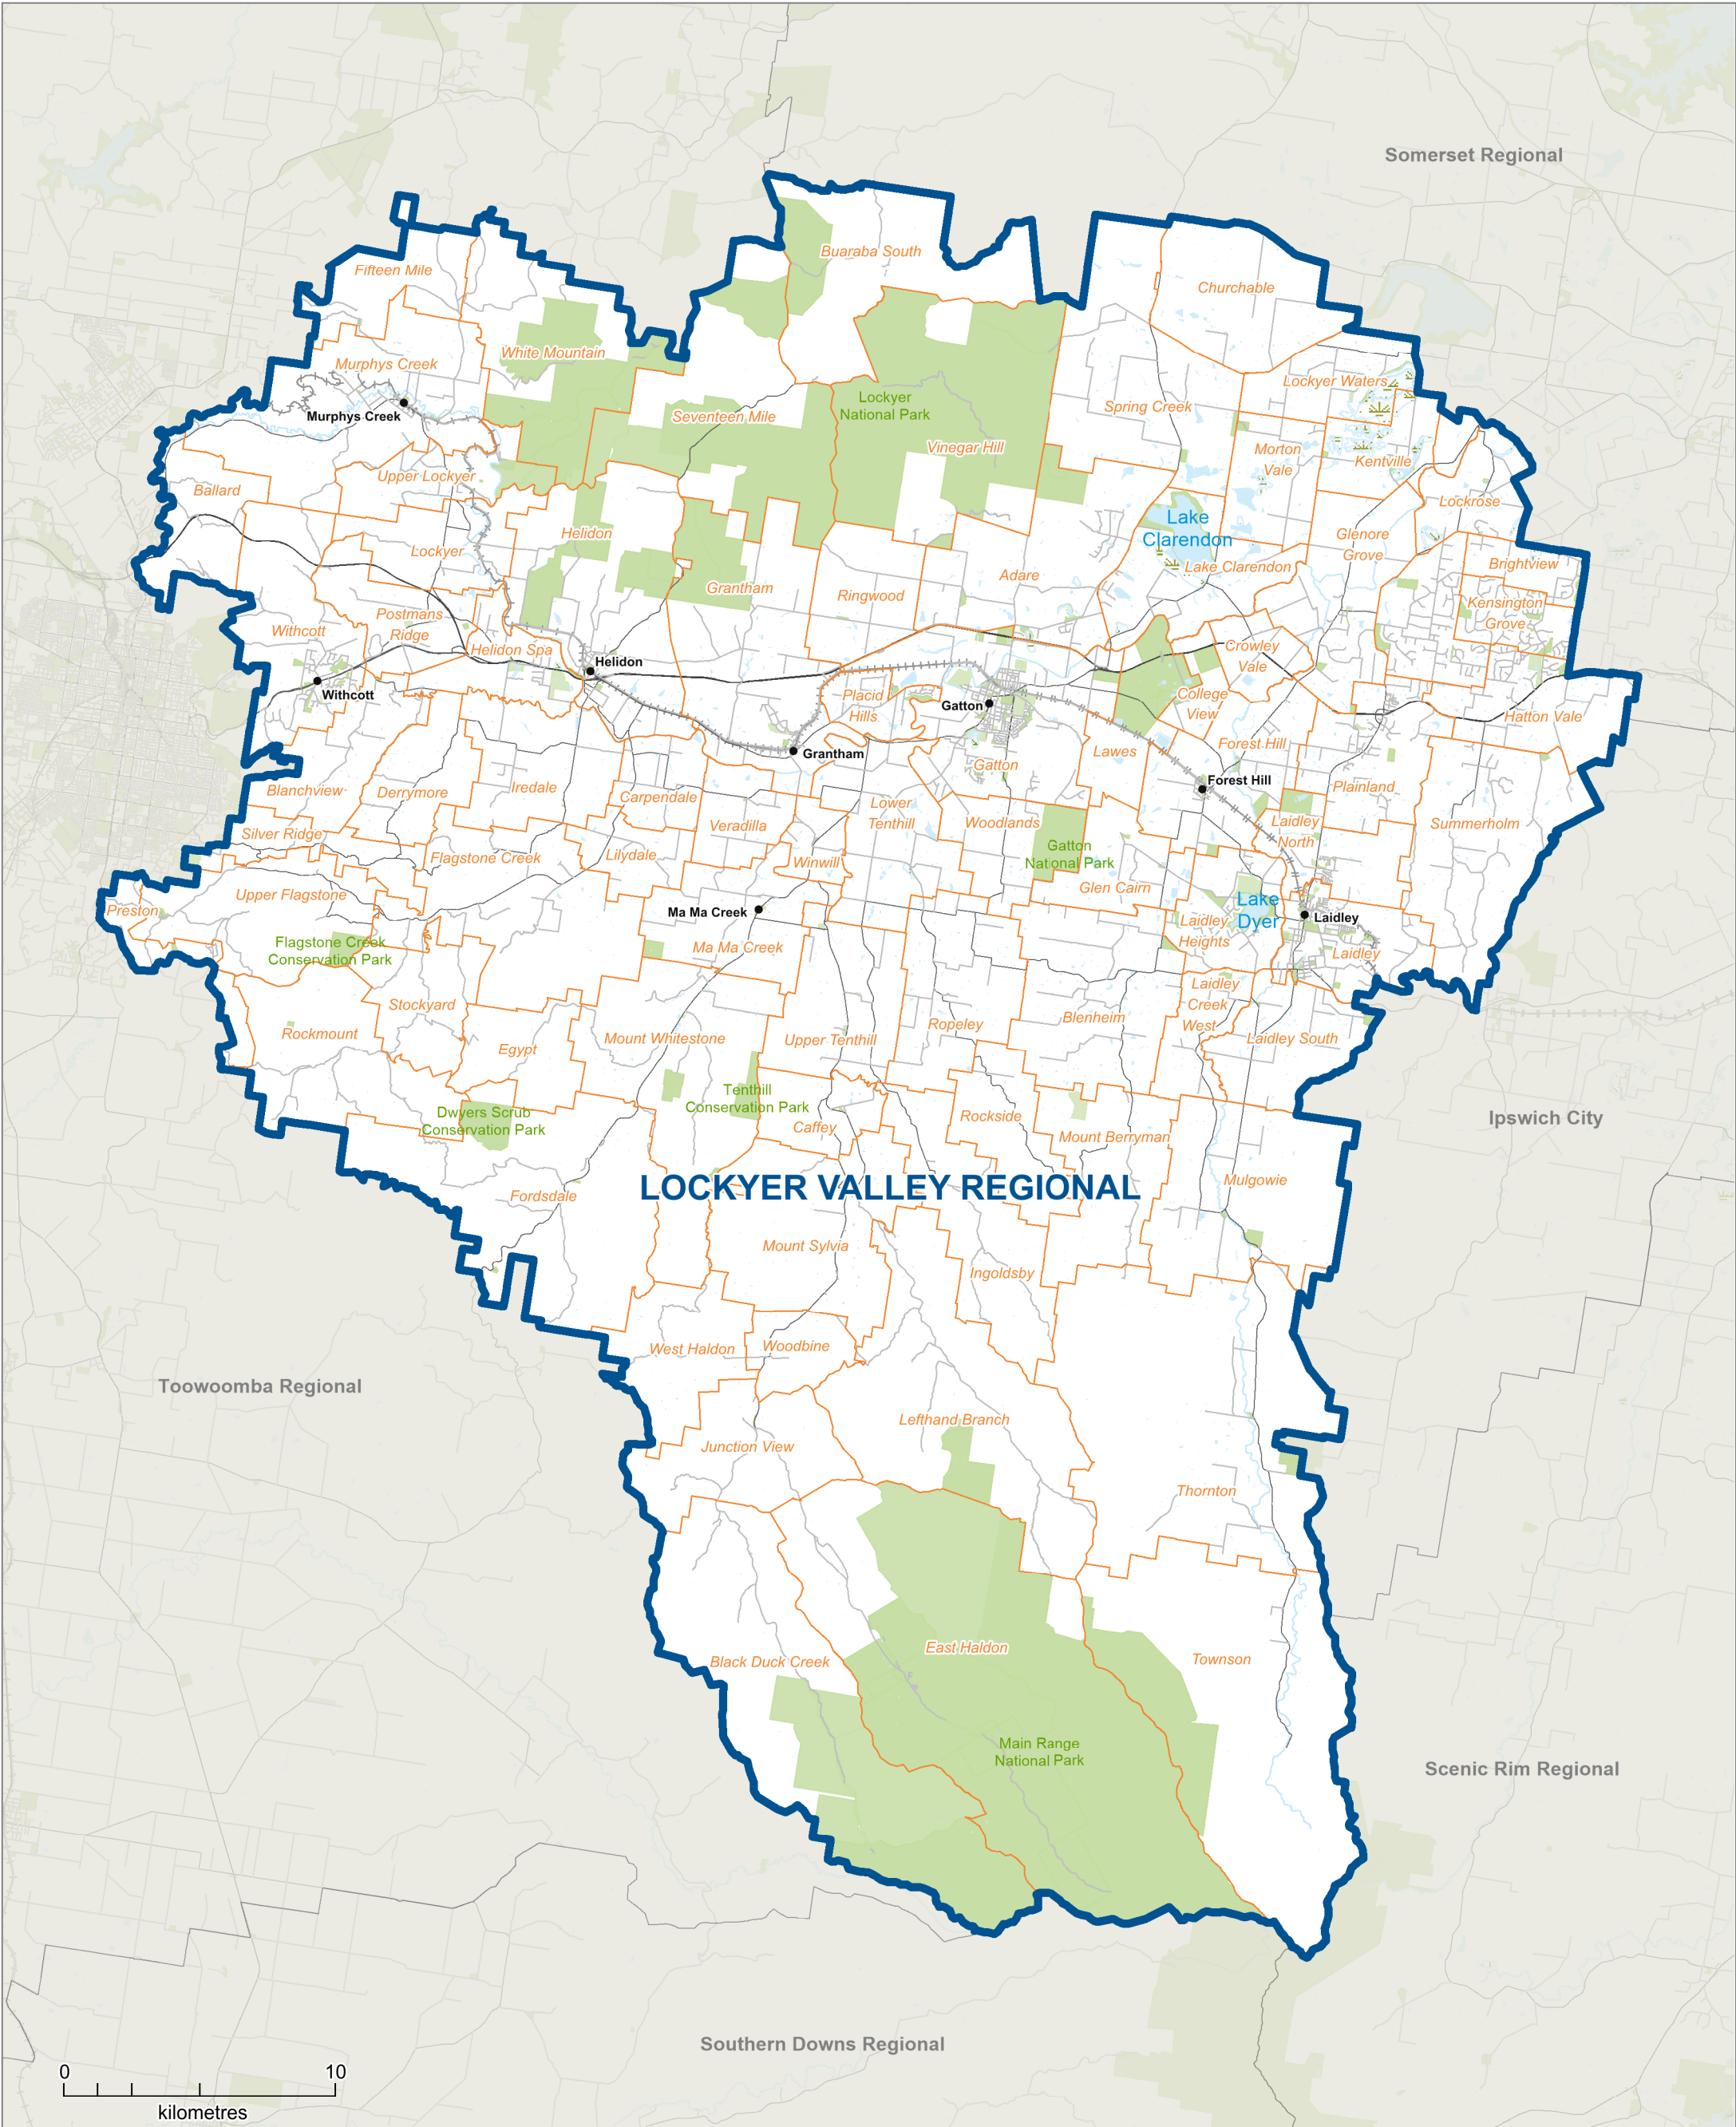 Somerset Regional
Buaraba South
Fifteen Mile
Churchable
White Mountain
Murphys Creek
Lockyer Waters
Lockyer
National Park
Murphys Creek
Seventeen Mile
Spring Creek
Vinegar Hill
Morton
Vale
Kentville
Upper Lockyer
Ballard
Lockrose
Lake
Clarendon
Helidon
Glenore
Grove
Lockyer
Lake Clarendon
Brightview
Adare
Grantham
Ringwood
Kensington
Grove
Postmans
Ridge
Withcott
Helidon Spa
Crowley
Vale
Helidon
Withcott
Placid
Hills
College
View
Gatton
Hatton Vale
Grantham
Lawes
Forest Hill
Gatton
Forest Hill
Blanchview
Derrymore
Iredale
Carpendale
Plainland
Lower
Tenthill
Silver Ridge
Veradilla
Woodlands
Laidley
North
Summerholm
Flagstone Creek
Lilydale
Winwill
Gatton
National Park
Glen Cairn
Upper Flagstone
Preston
Ma Ma Creek
Lake
Dyer
Laidley
Laidley
Heights
Flagstone Creek
Conservation Park
Ma Ma Creek
Laidley
Stockyard
Laidley
Creek
West
Rockmount
Egypt
Mount Whitestone
Upper Tenthill
Ropeley
Blenheim
Laidley South
Tenthill
Conservation Park
Dwyers Scrub
Conservation Park
Caffey
Rockside
Mount Berryman
Ipswich City
LOCKYER VALLEY REGIONAL
Mulgowie
Fordsdale
Mount Sylvia
Ingoldsby
West Haldon
Woodbine
Toowoomba Regional
Lefthand Branch
Junction View
Thornton
East Haldon
Black Duck Creek
Townson
Main Range
National Park
Scenic Rim Regional
Southern Downs Regional
0 10
kilometres